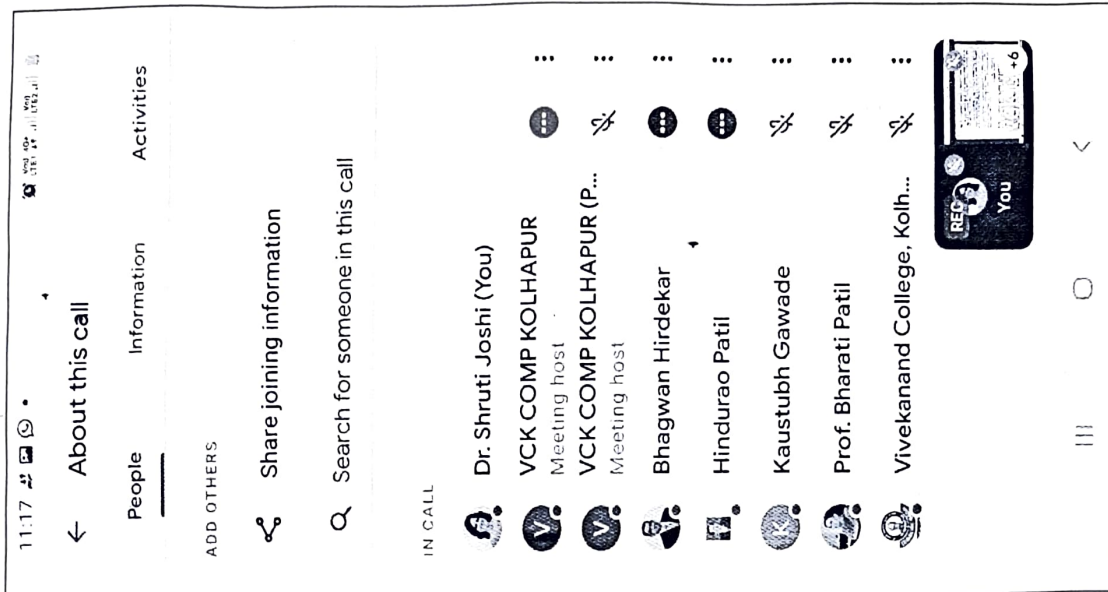 11:17
About this call
People Information Activities
ADD OTHERS
Share joining information
Search for someone in this call
IN CALL
Dr. Shruti Joshi (You)
VCK COMP KOLHAPUR
Meeting host
VCK COMP KOLHAPUR (P...
Meeting host
Bhagwan Hirdekar
Hindurao Patil
Kaustubh Gawade
Prof. Bharati Patil
Vivekanand College, Kolh...
REC
You
+6